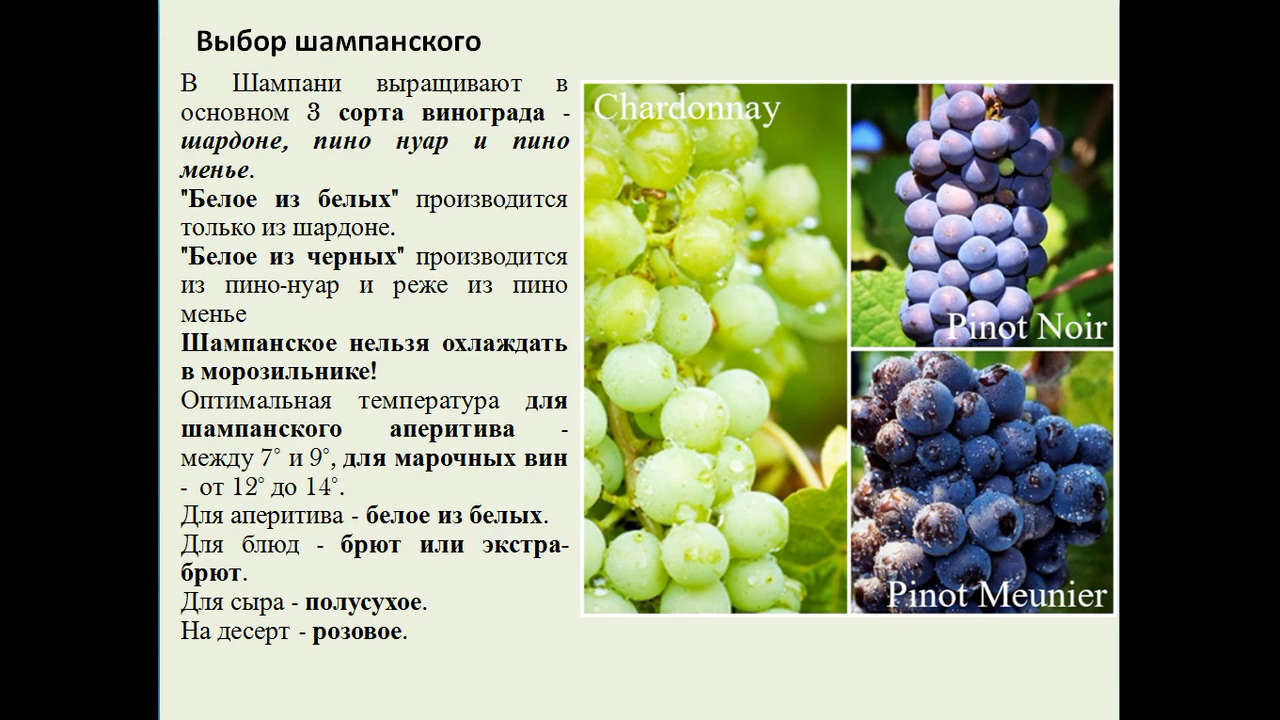 Выбор шампанского
В Шампани выращивают в
основном 3 сорта винограда -
шардоне, пино нуар и пино
менье.
"Белое из белых" производится
только из шардоне.
"Белое из черных" производится
из пино-нуар и реже из пино
менье
Шампанское нельзя охлаждать
в морозильнике!
Оптимальная температура для
шампанского аперитива -
между 7° и 9°, для марочных вин
- от 12° до 14°.
Для аперитива - белое из белых.
Для блюд - брют или экстра-
брют.
Для сыра - полусухое.
На десерт - розовое.
Chardonnay
Pinot Noir
Pinot Meunier